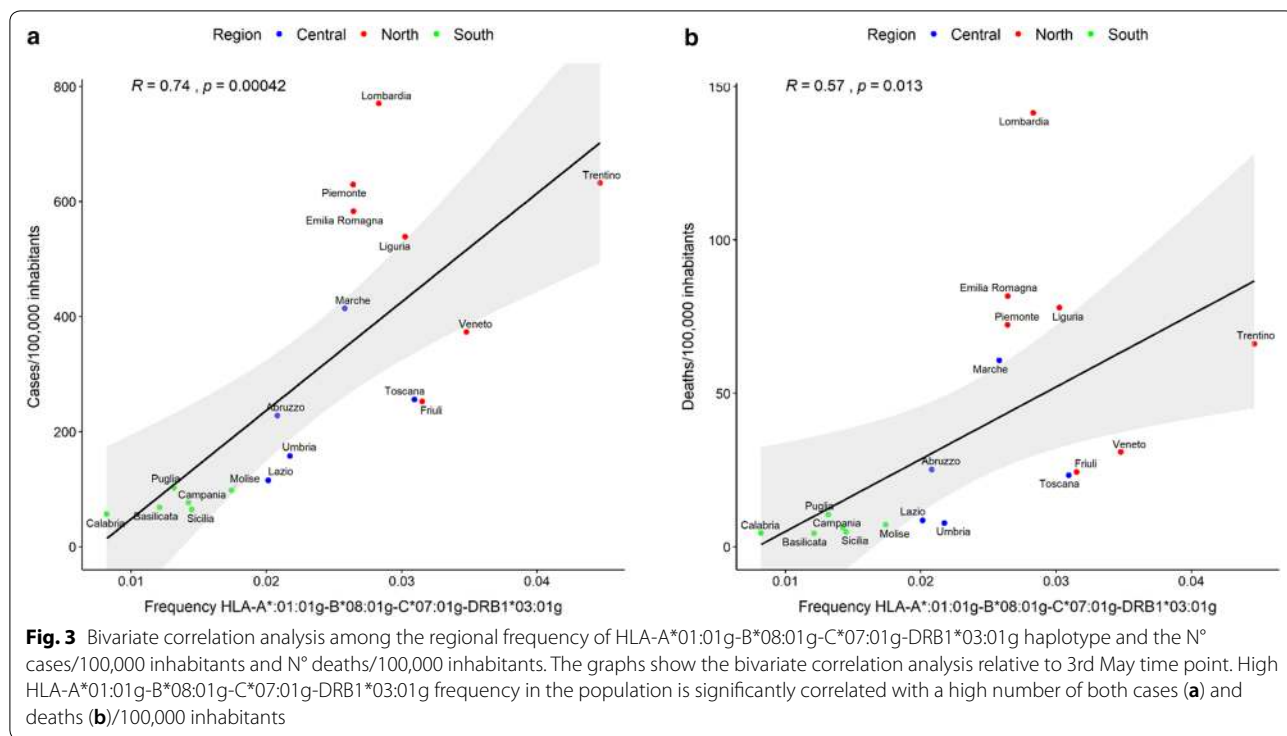 a
Region Central North South
R = 0.74 , p = 0.00042
800
600
400
200
0
Cases/100,000 inhabitants
Lombardia
Piemonte
Emilia Romagna
Liguria
Trentino
Marche
Veneto
Toscana
Friuli
Abruzzo
Umbria
Lazio
Puglia
Molise
Campania
Calabria
Basilicata
Sicilia
0.01 0.02 0.03 0.04
Frequency HLA-A*:01:01g-B*08:01g-C*07:01g-DRB1*03:01g
b
Region Central North South
R = 0.57 , p = 0.013
150
100
50
0
Deaths/100,000 inhabitants
Lombardia
Emilia Romagna
Piemonte
Liguria
Trentino
Marche
Veneto
Friuli
Toscana
Abruzzo
Puglia
Lazio
Umbria
Calabria
Campania
Basilicata
Sicilia
Molise
0.01 0.02 0.03 0.04
Frequency HLA-A*:01:01g-B*08:01g-C*07:01g-DRB1*03:01g
Fig. 3 Bivariate correlation analysis among the regional frequency of HLA-A*01:01g-B*08:01g-C*07:01g-DRB1*03:01g haplotype and the N°
cases/100,000 inhabitants and N° deaths/100,000 inhabitants. The graphs show the bivariate correlation analysis relative to 3rd May time point. High
HLA-A*01:01g-B*08:01g-C*07:01g-DRB1*03:01g frequency in the population is significantly correlated with a high number of both cases (a) and
deaths (b)/100,000 inhabitants